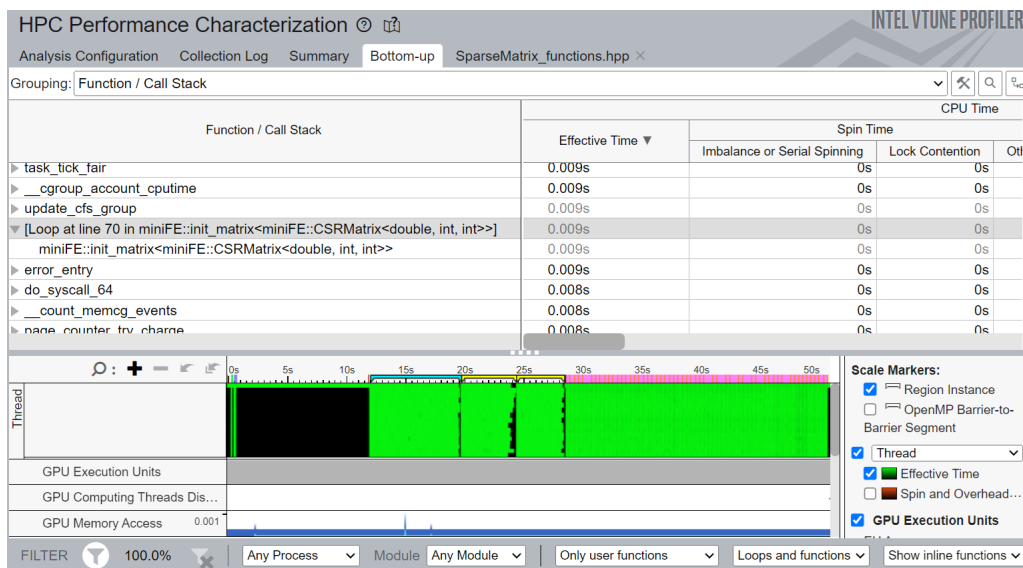 HPC Performance Characterization
INTEL VTUNE PROFILER
Analysis Configuration Collection Log Summary Bottom-up SparseMatrix_functions.hpp ×
Grouping: Function / Call Stack
Function / Call Stack
CPU Time
Effective Time ▼
Spin Time
Imbalance or Serial Spinning Lock Contention
task_tick_fair 0.009s 0s 0s
__cgroup_account_cputime 0.009s 0s 0s
update_cfs_group 0.009s 0s 0s
[Loop at line 70 in miniFE::init_matrix<miniFE::CSRMatrix<double, int, int>>] 0.009s 0s 0s
miniFE::init_matrix<miniFE::CSRMatrix<double, int, int>> 0.009s 0s 0s
error_entry 0.009s 0s 0s
do_syscall_64 0.008s 0s 0s
__count_memcg_events 0.008s 0s 0s
page_counter_try_charge 0.008s 0s 0s
0s 5s 10s 15s 20s 25s 30s 35s 40s 45s 50s
Thread
GPU Execution Units
GPU Computing Threads Dis...
GPU Memory Access 0.001
Scale Markers:
Region Instance
OpenMP Barrier-to-
Barrier Segment
Thread
Effective Time
Spin and Overhead...
GPU Execution Units
FILTER 100.0% Any Process Module Any Module Only user functions Loops and functions Show inline functions